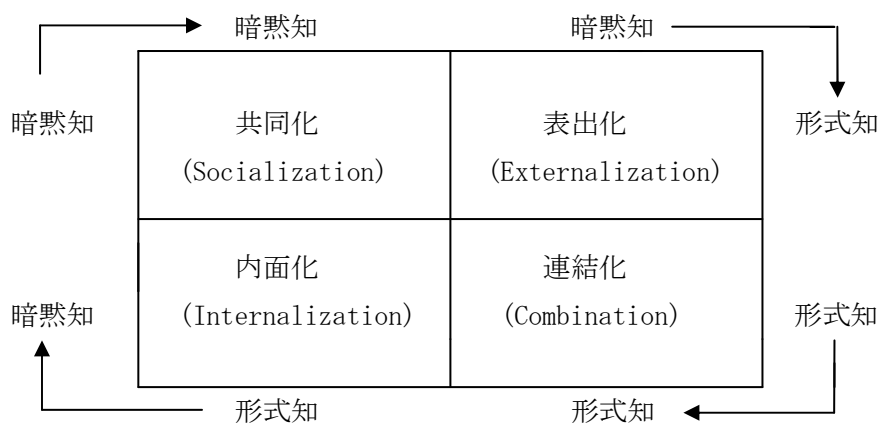 暗黙知 暗黙知
暗黙知 共同化 表出化 形式知
(Socialization) (Externalization)
内面化 連結化
暗黙知 (Internalization) (Combination) 形式知
形式知 形式知